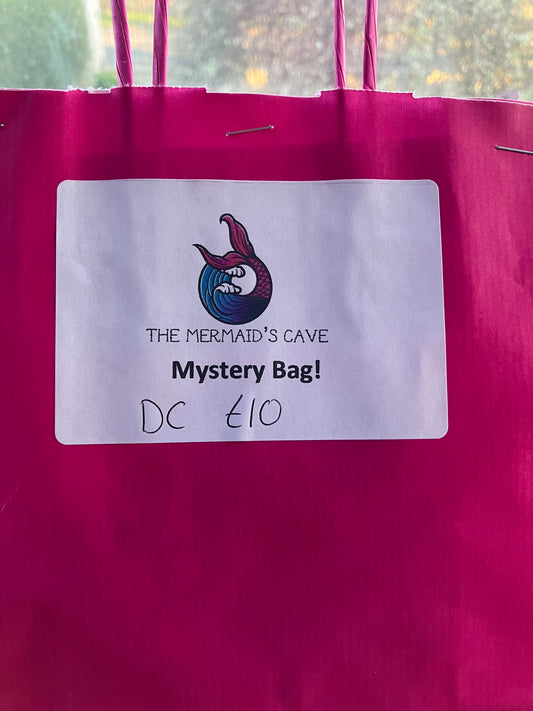 THE MERMAID'S CAVE
Mystery Bag!
DC £10